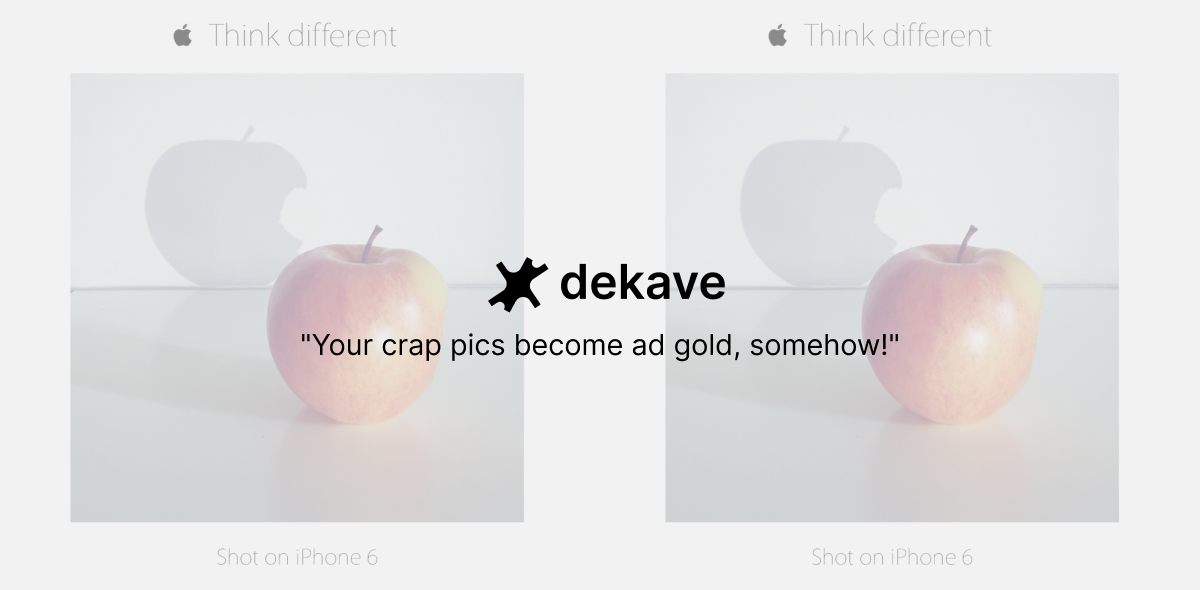 Think different
Think different
dekave
"Your crap pics become ad gold, somehow!"
Shot on iPhone 6
Shot on iPhone 6